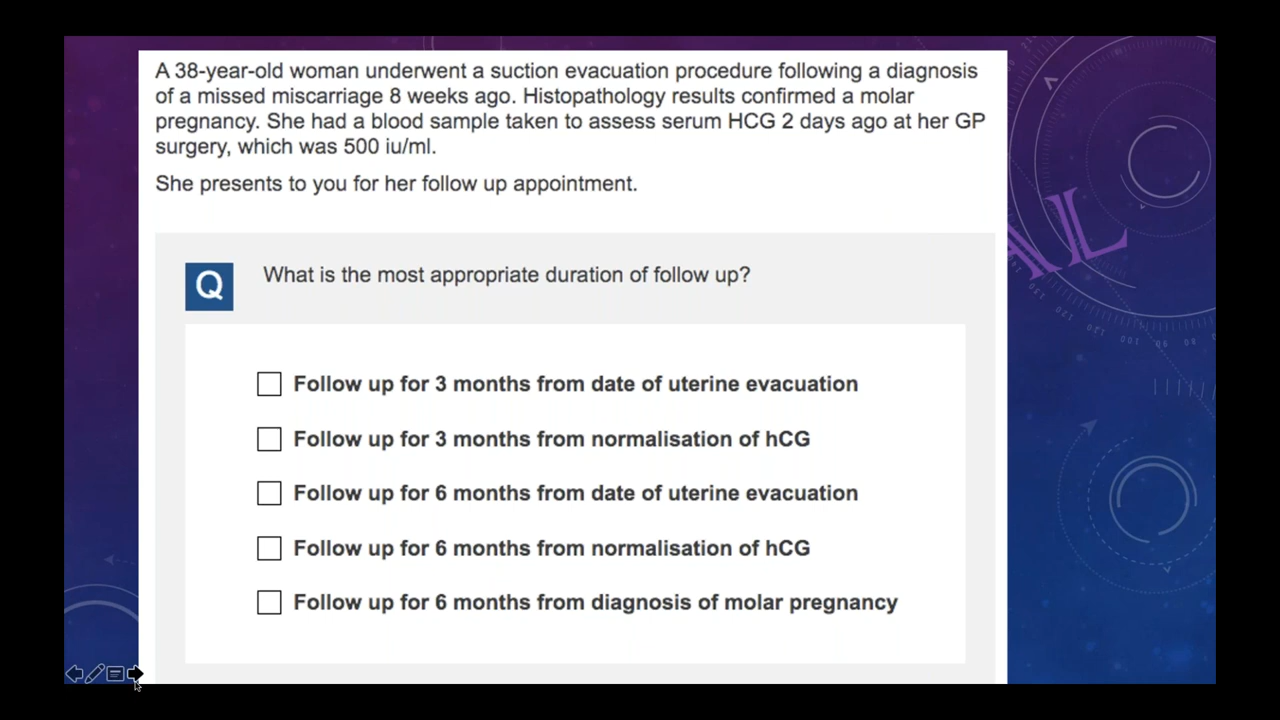 A 38-year-old woman underwent a suction evacuation procedure following a diagnosis
of a missed miscarriage 8 weeks ago. Histopathology results confirmed a molar
pregnancy. She had a blood sample taken to assess serum HCG 2 days ago at her GP
surgery, which was 500 iu/ml.
She presents to you for her follow up appointment.
Q
What is the most appropriate duration of follow up?
Follow up for 3 months from date of uterine evacuation
Follow up for 3 months from normalisation of hCG
Follow up for 6 months from date of uterine evacuation
Follow up for 6 months from normalisation of hCG
Follow up for 6 months from diagnosis of molar pregnancy